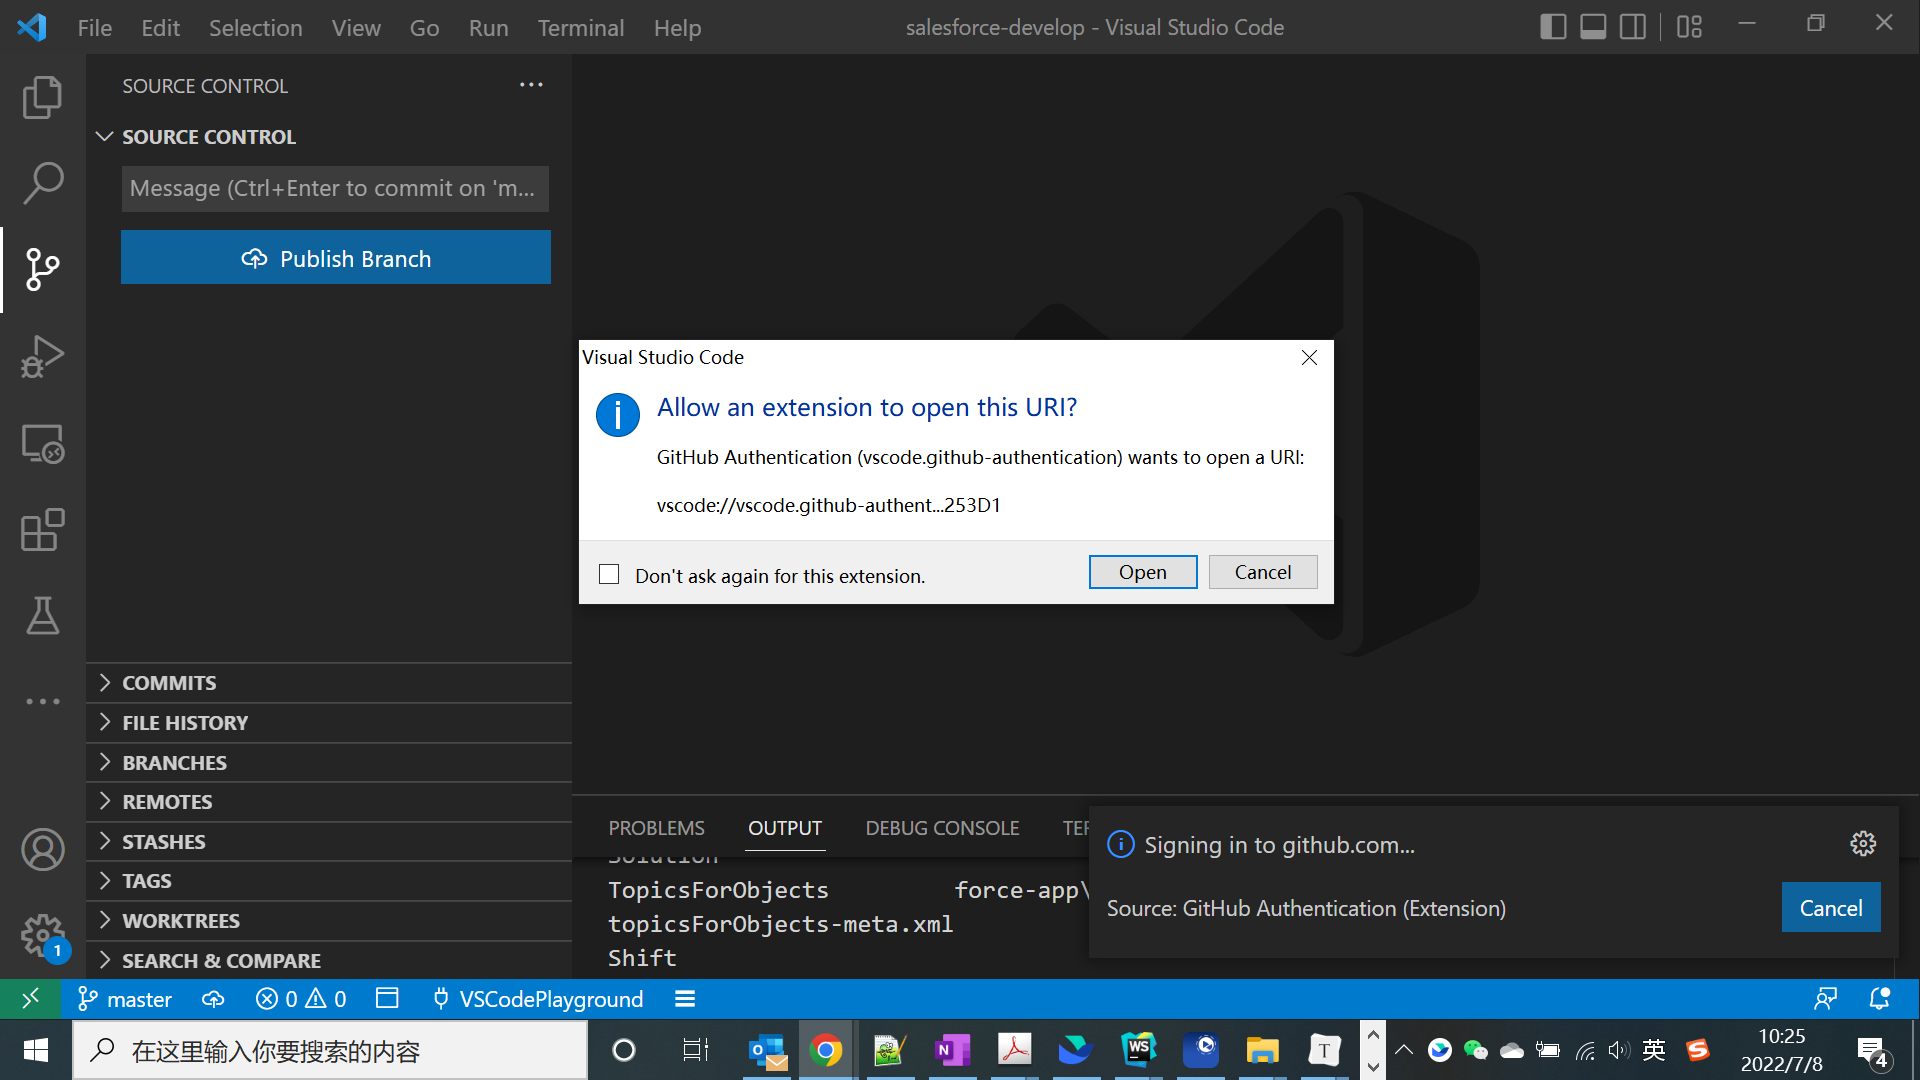 File Edit Selection View Go Run Terminal Help
salesforce-develop - Visual Studio Code
SOURCE CONTROL
SOURCE CONTROL
Message (Ctrl+Enter to commit on 'm...
Publish Branch
Visual Studio Code
Allow an extension to open this URI?
GitHub Authentication (vscode.github-authentication) wants to open a URI:
vscode://vscode.github-authent...253D1
Don't ask again for this extension.
Open
Cancel
COMMITS
FILE HISTORY
BRANCHES
REMOTES
STASHES
TAGS
WORKTREES
SEARCH & COMPARE
1
PROBLEMS OUTPUT DEBUG CONSOLE TER
Solution
TopicsForObjects force-app\
topicsForObjects-meta.xml
Shift
Signing in to github.com...
Source: GitHub Authentication (Extension)
Cancel
master 0 0 VSCodePlayground
在这里输入你要搜索的内容
英
10:25
2022/7/8
4